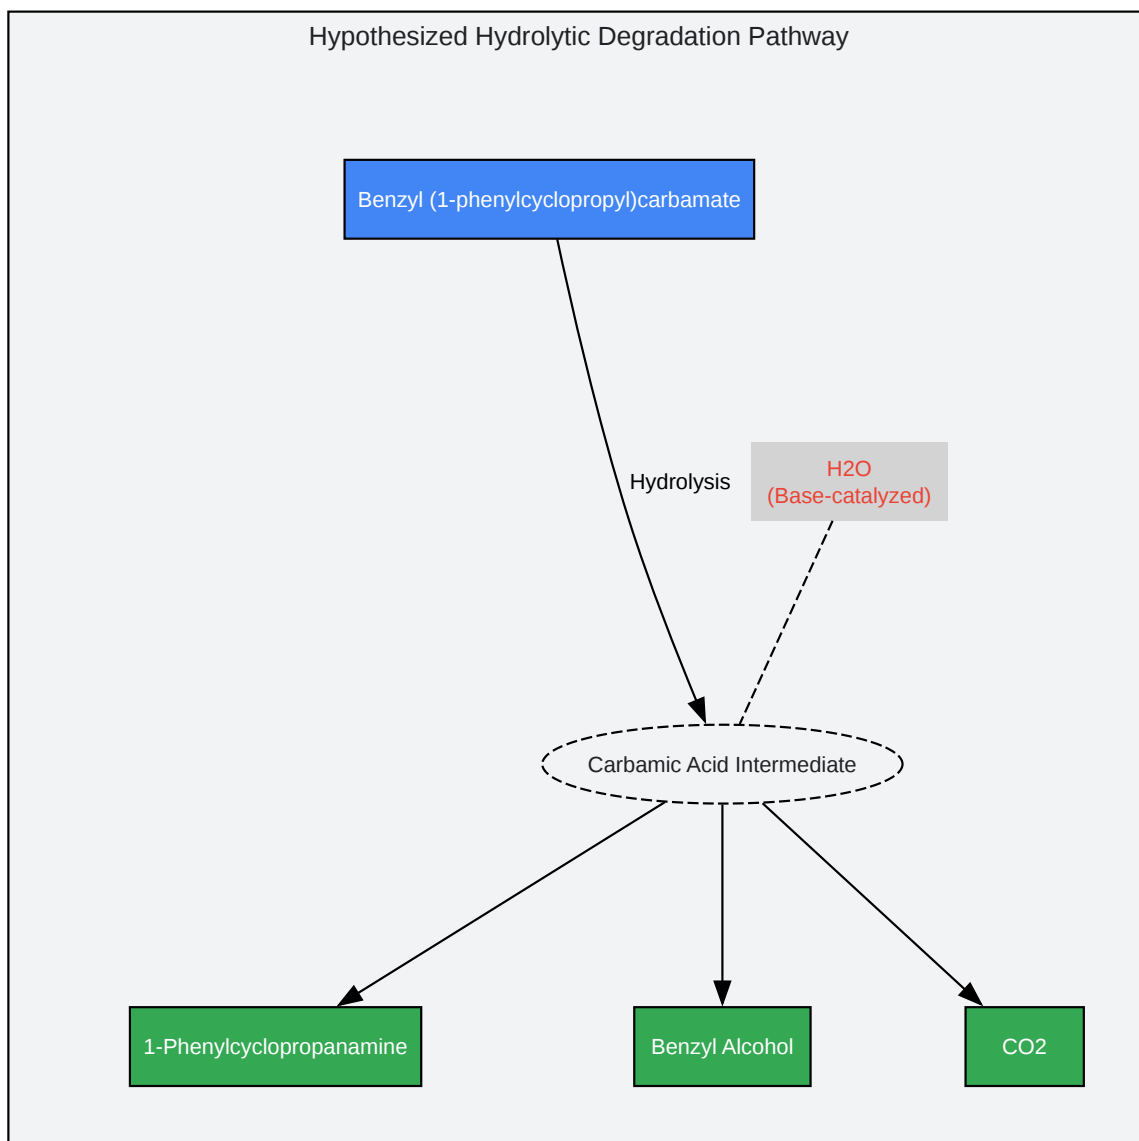 Hypothesized Hydrolytic Degradation Pathway
Benzyl (1-phenylcyclopropyl)carbamate
Hydrolysis
H2O
(Base-catalyzed)
Carbamic Acid Intermediate
1-Phenylcyclopropanamine
Benzyl Alcohol
CO2